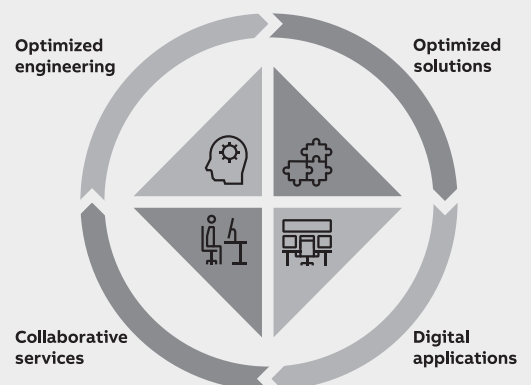 Optimized
engineering
Optimized
solutions
Collaborative
services
Digital
applications